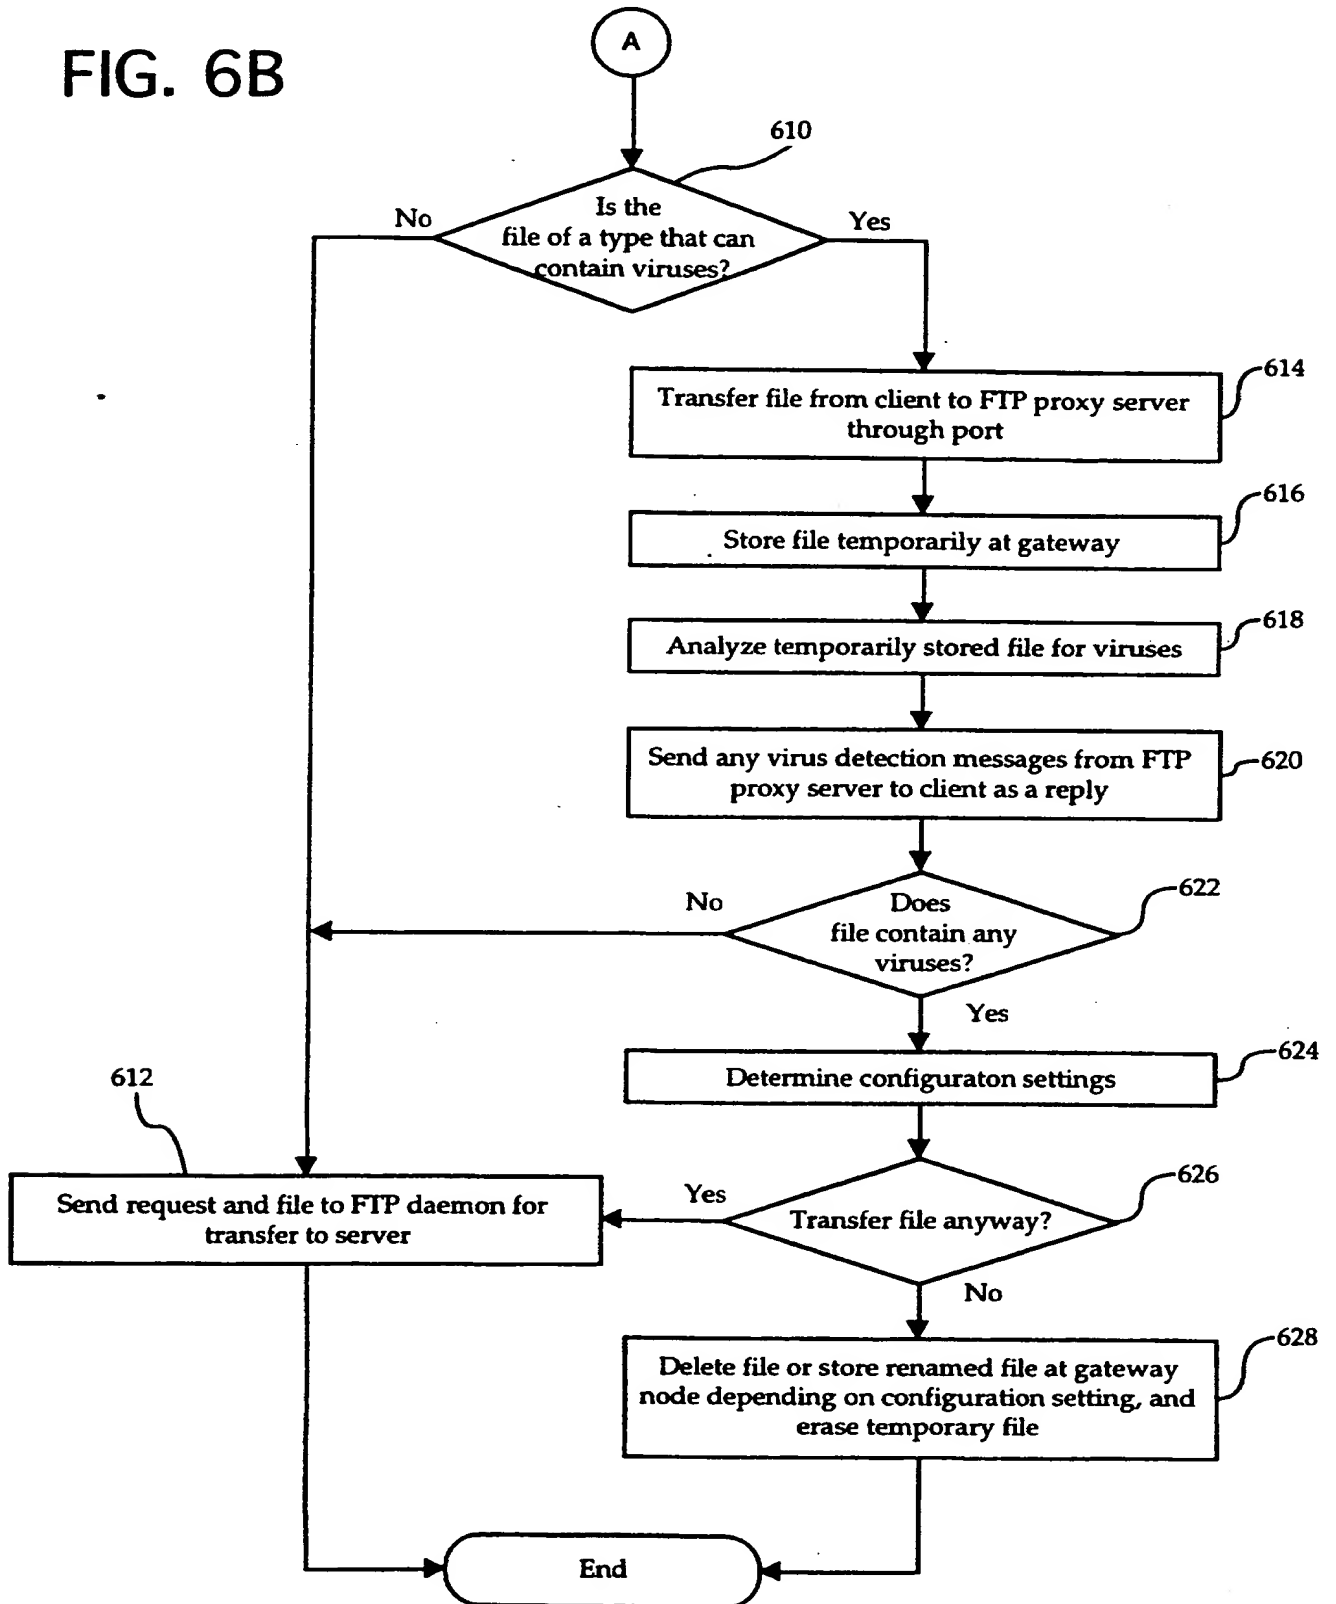 FIG. 6B
A
610
Is the
file of a type that can
contain viruses?
No
Yes
614
Transfer file from client to FTP proxy server
through port
616
Store file temporarily at gateway
618
Analyze temporarily stored file for viruses
620
Send any virus detection messages from FTP
proxy server to client as a reply
622
Does
file contain any
viruses?
No
Yes
624
Determine configuraton settings
612
Send request and file to FTP daemon for
transfer to server
626
Transfer file anyway?
Yes
No
628
Delete file or store renamed file at gateway
node depending on configuration setting, and
erase temporary file
End